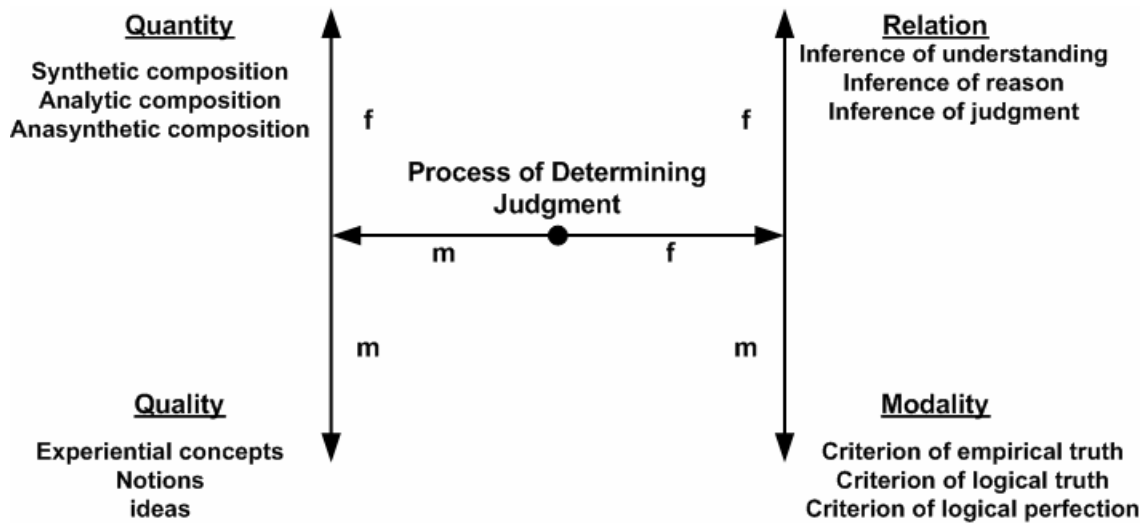 Quantity
Synthetic composition
Analytic composition
Anasynthetic composition
f
f
Relation
Inference of understanding
Inference of reason
Inference of judgment
Process of Determining
Judgment
m
f
m
m
Quality
Experiential concepts
Notions
ideas
Modality
Criterion of empirical truth
Criterion of logical truth
Criterion of logical perfection